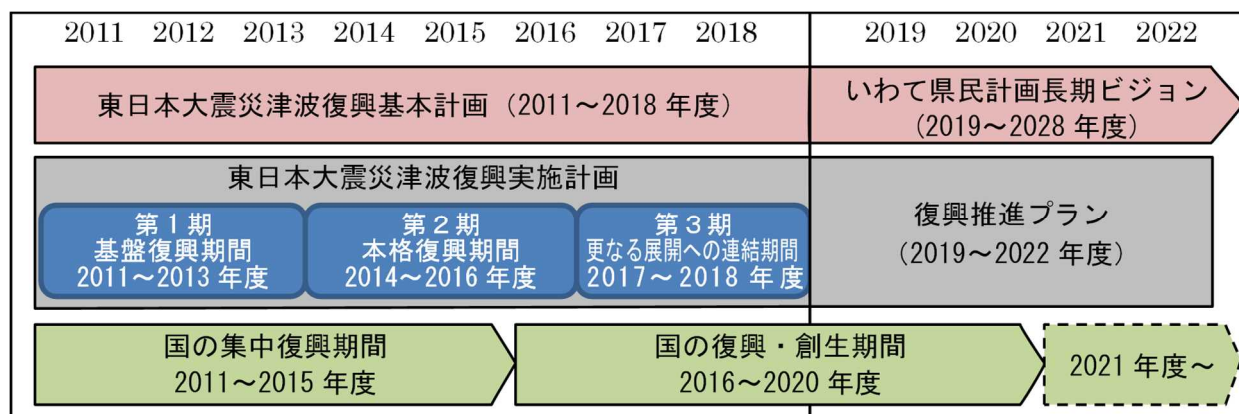 2011 2012 2013 2014 2015 2016 2017 2018 2019 2020 2021 2022
東日本大震災津波復興基本計画（2011～2018 年度）
いわて県民計画長期ビジョン
（2019～2028 年度）
東日本大震災津波復興実施計画
第１期
基盤復興期間
2011～2013 年度
第２期
本格復興期間
2014～2016 年度
第３期
更なる展開への連結期間
2017～2018 年度
復興推進プラン
（2019～2022 年度）
国の集中復興期間
2011～2015 年度
国の復興・創生期間
2016～2020 年度
2021 年度～